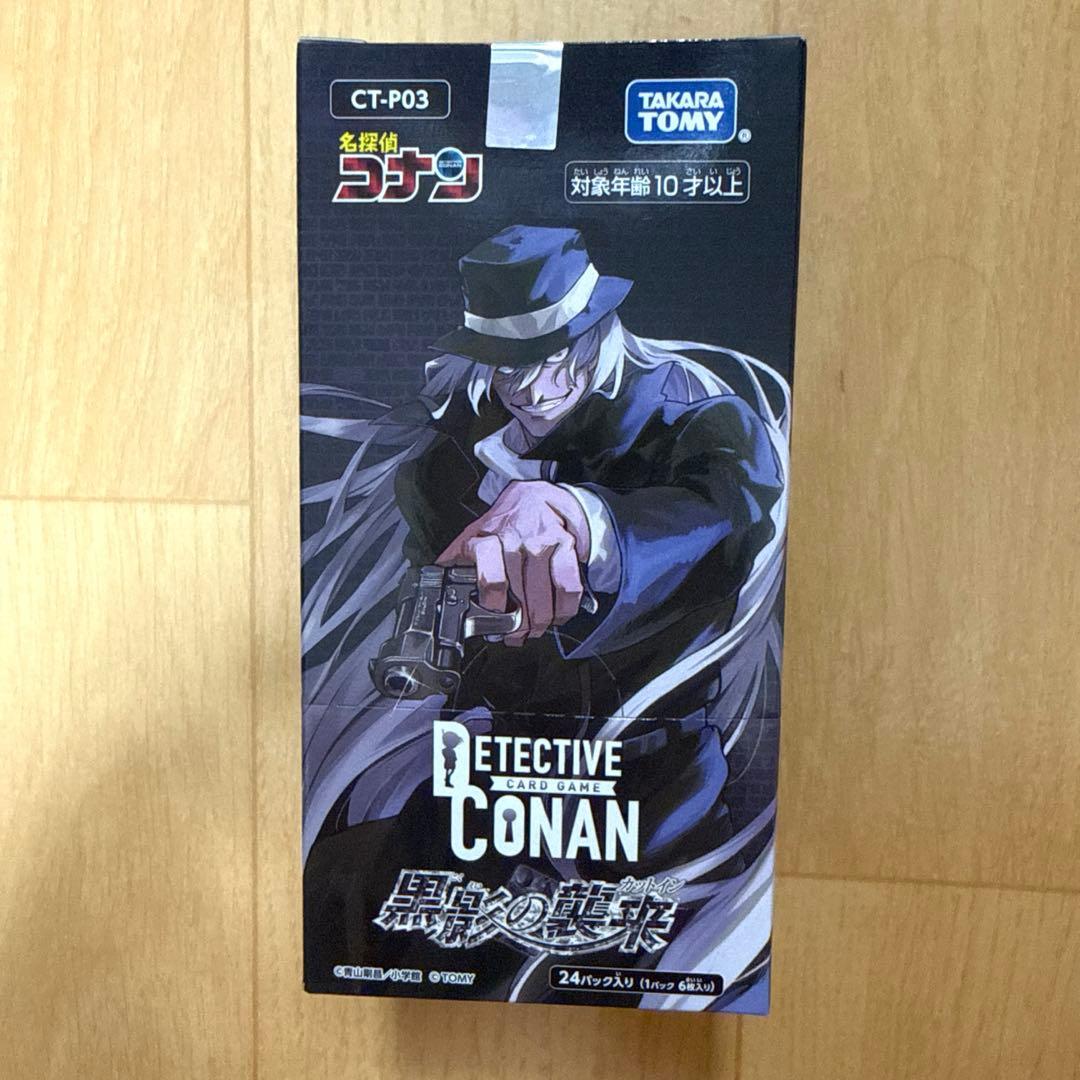 CT-P03
TAKARA
TOMY
®
名探偵
コナン
CONAN
対象年齢10才以上
たいしょうねんれい さいいじょう
DETECTIVE
CARD GAME
CONAN
カットイン
黒影の襲来
©青山剛昌/小学館 © TOMY
24パック入り (1パック 6枚入り)